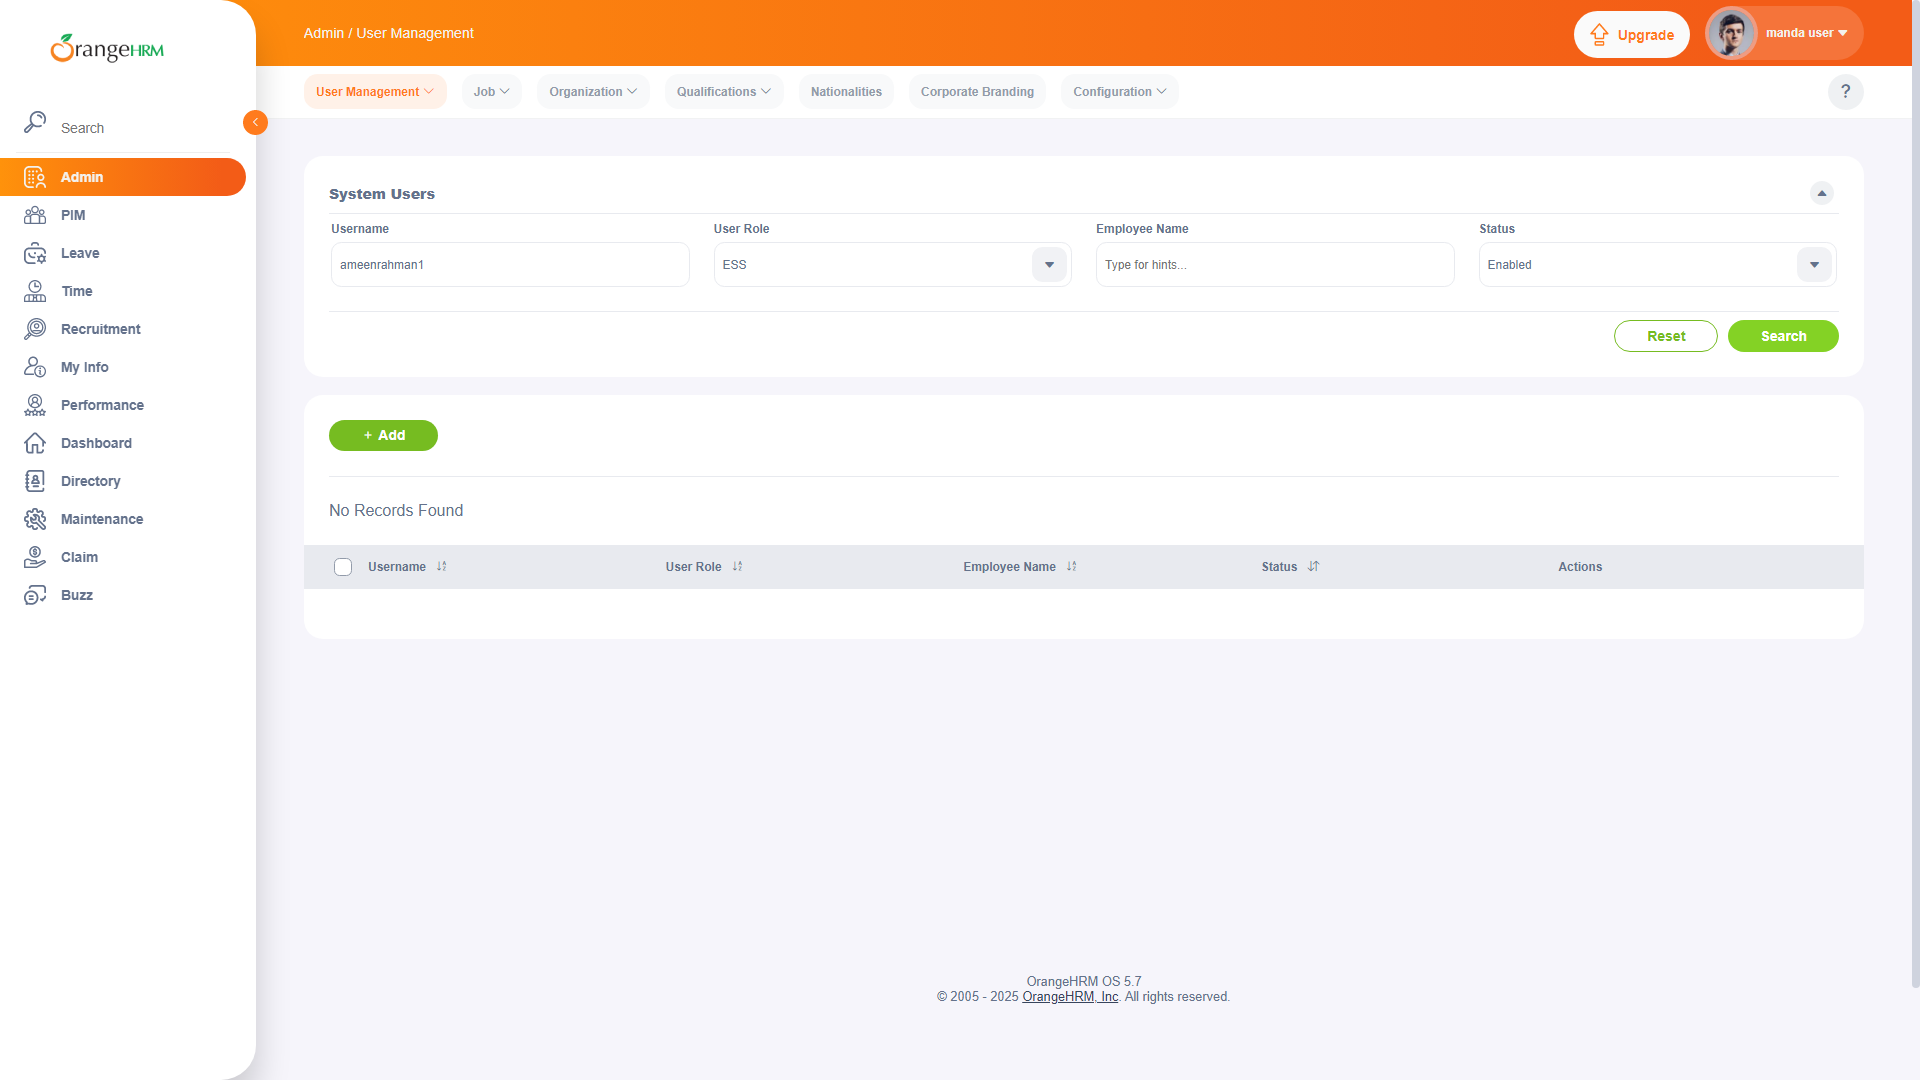 OrangeHRM
Admin / User Management
Upgrade
manda user
User Management
Job
Organization
Qualifications
Nationalities
Corporate Branding
Configuration
?
Search
Admin
PIM
Leave
Time
Recruitment
My Info
Performance
Dashboard
Directory
Maintenance
Claim
Buzz
System Users
Username
User Role
Employee Name
Status
ameenrahman1
ESS
Type for hints...
Enabled
Reset
Search
+ Add
No Records Found
Username
User Role
Employee Name
Status
Actions
OrangeHRM OS 5.7
© 2005 - 2025 OrangeHRM, Inc. All rights reserved.